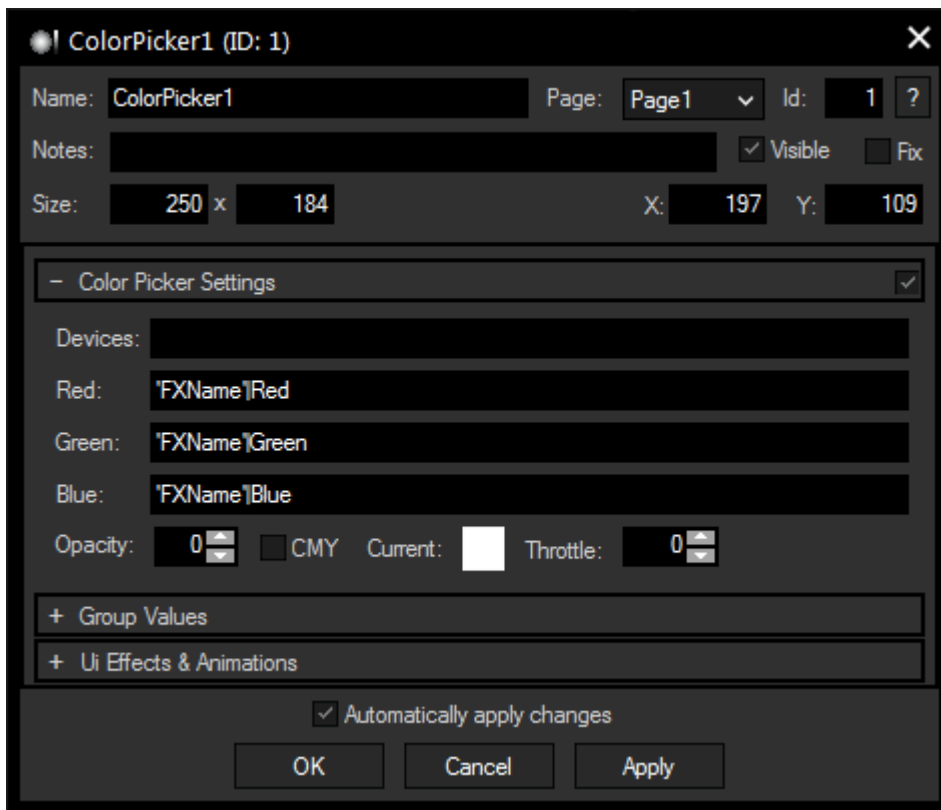 ColorPicker1 (ID: 1)
Name: ColorPicker1 Page: Page1 Id: 1 ?
Notes: Visible Fix
Size: 250 x 184 X: 197 Y: 109
− Color Picker Settings
Devices:
Red: "FXName"|Red
Green: "FXName"|Green
Blue: "FXName"|Blue
Opacity: 0 CMY Current: Throttle: 0
+ Group Values
+ Ui Effects & Animations
Automatically apply changes
OK Cancel Apply